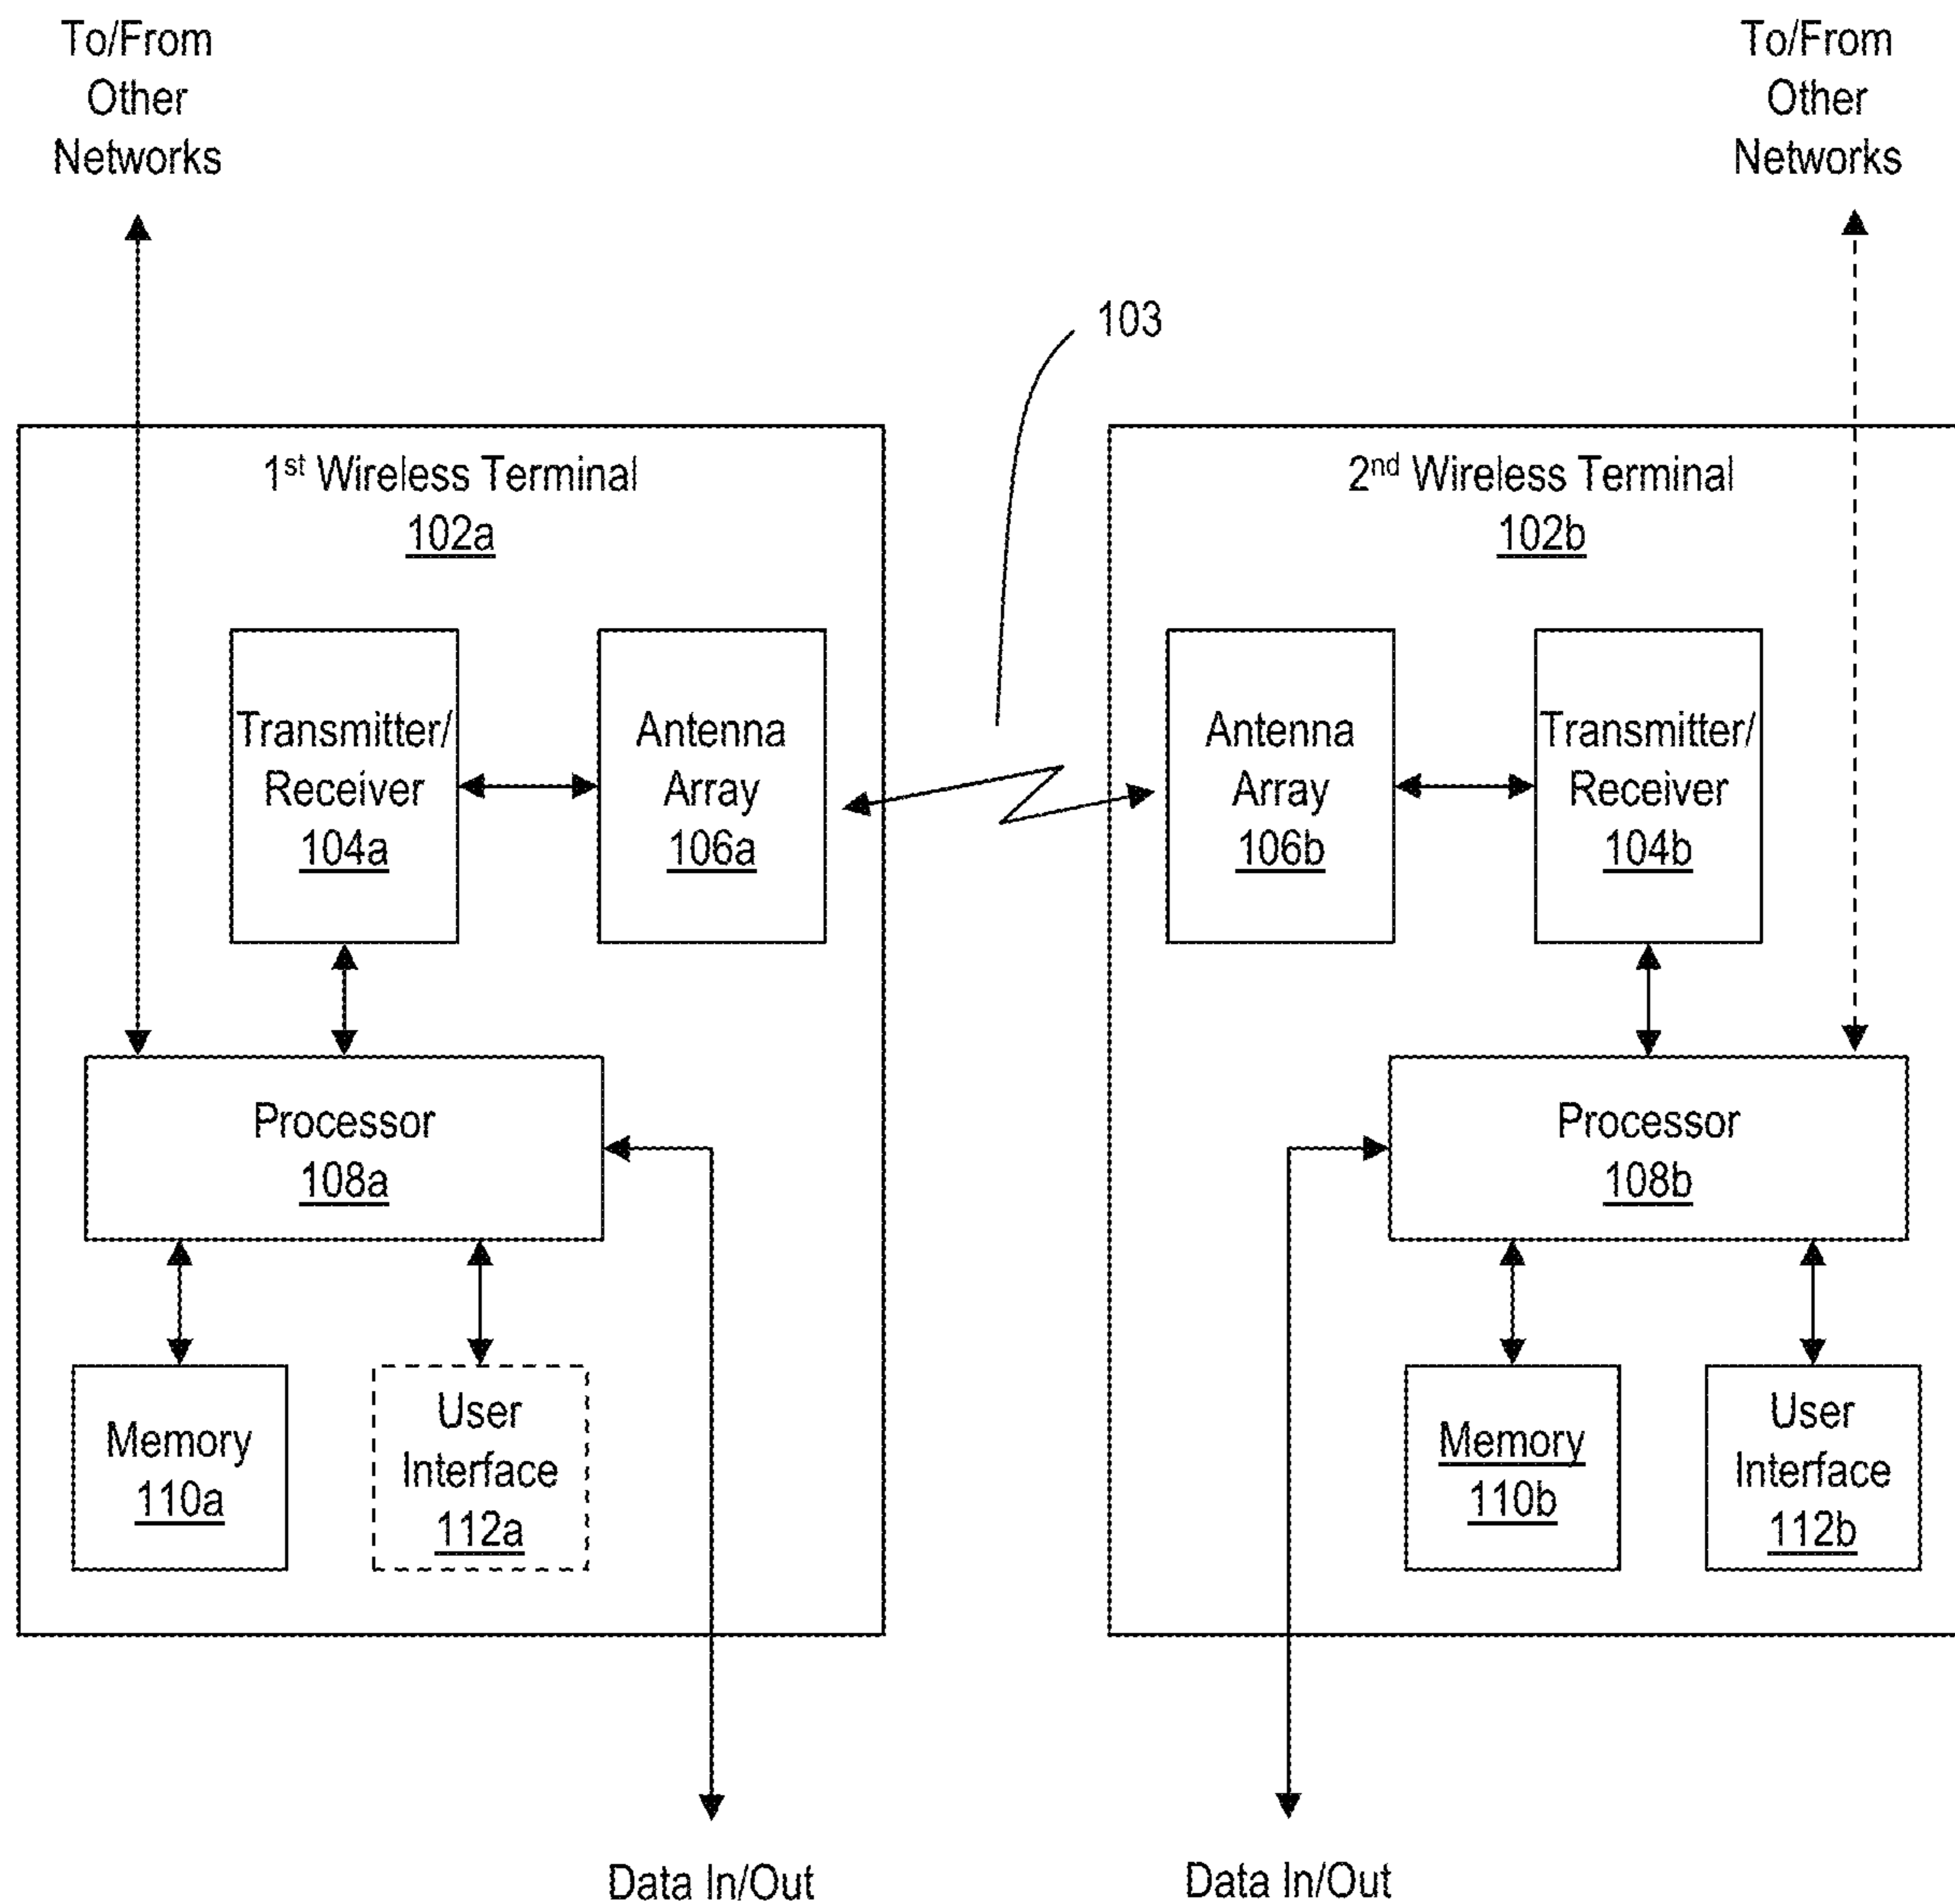 To/From
Other
Networks
To/From
Other
Networks
103
1st Wireless Terminal
102a
2nd Wireless Terminal
102b
Transmitter/
Receiver
104a
Antenna
Array
106a
Antenna
Array
106b
Transmitter/
Receiver
104b
Processor
108a
Processor
108b
Memory
110a
User
Interface
112a
Memory
110b
User
Interface
112b
Data In/Out
Data In/Out